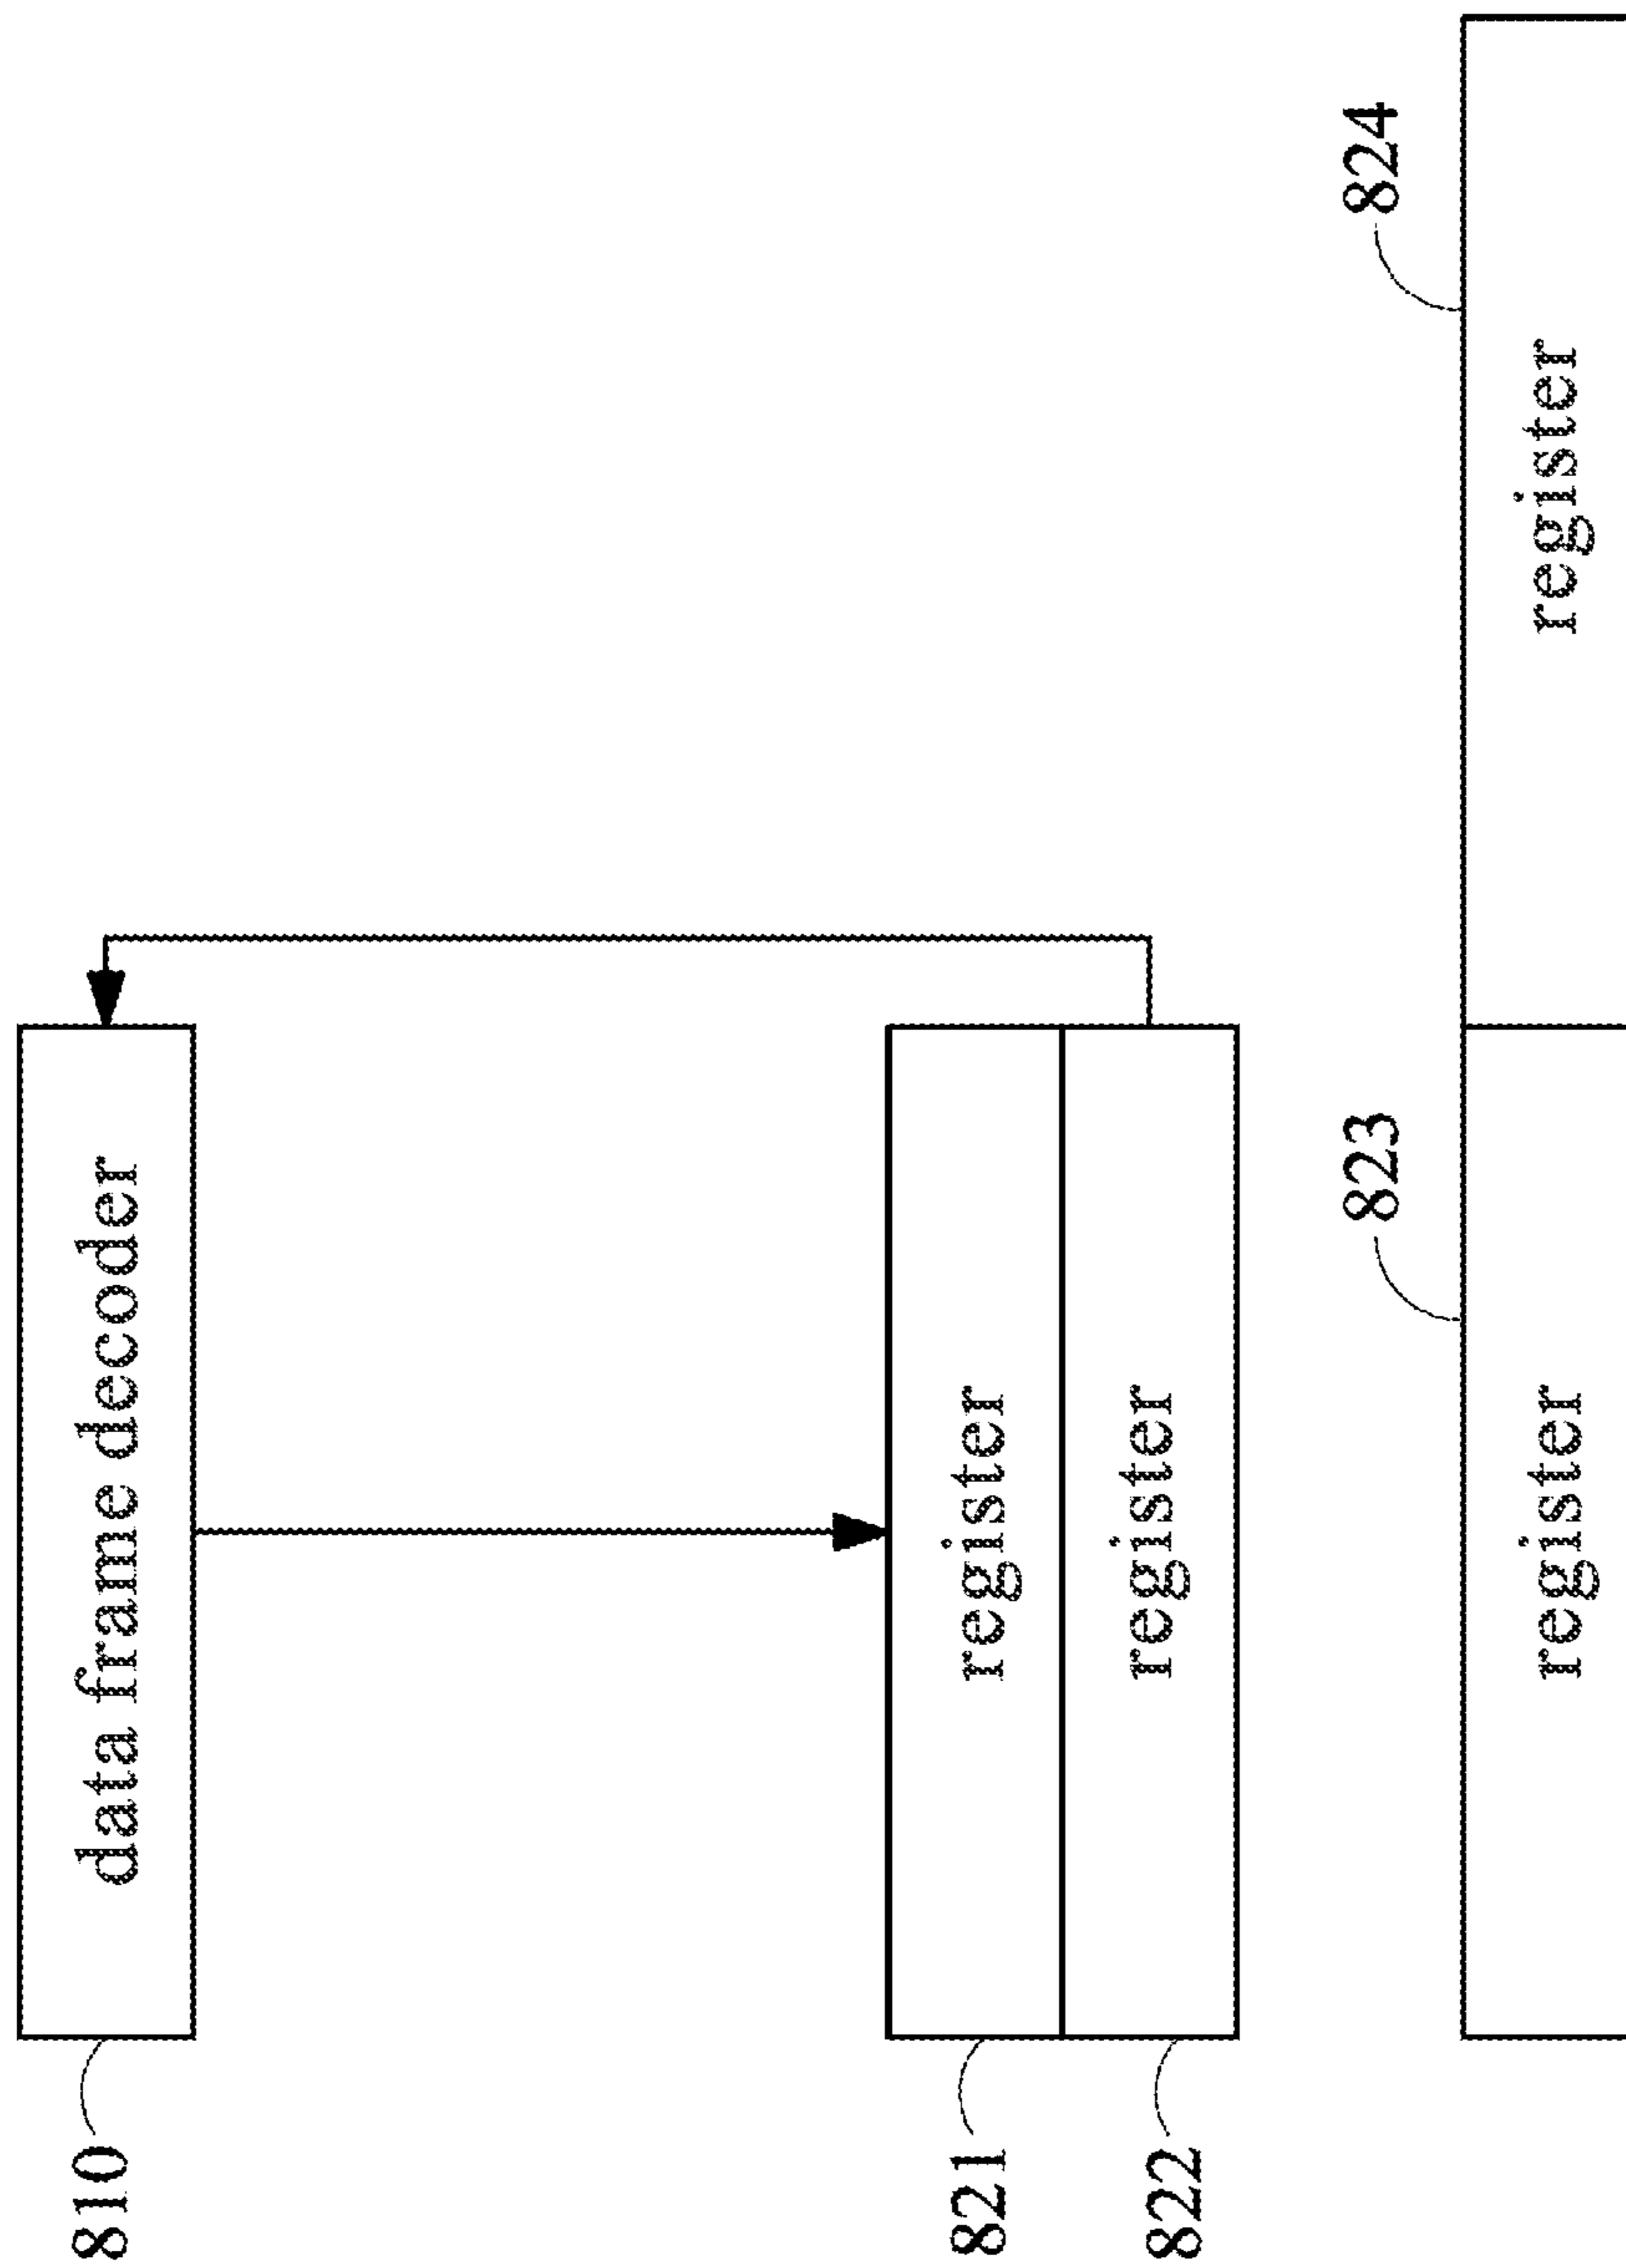 810
data frame decoder
821
register
822
register
823
register
824
register